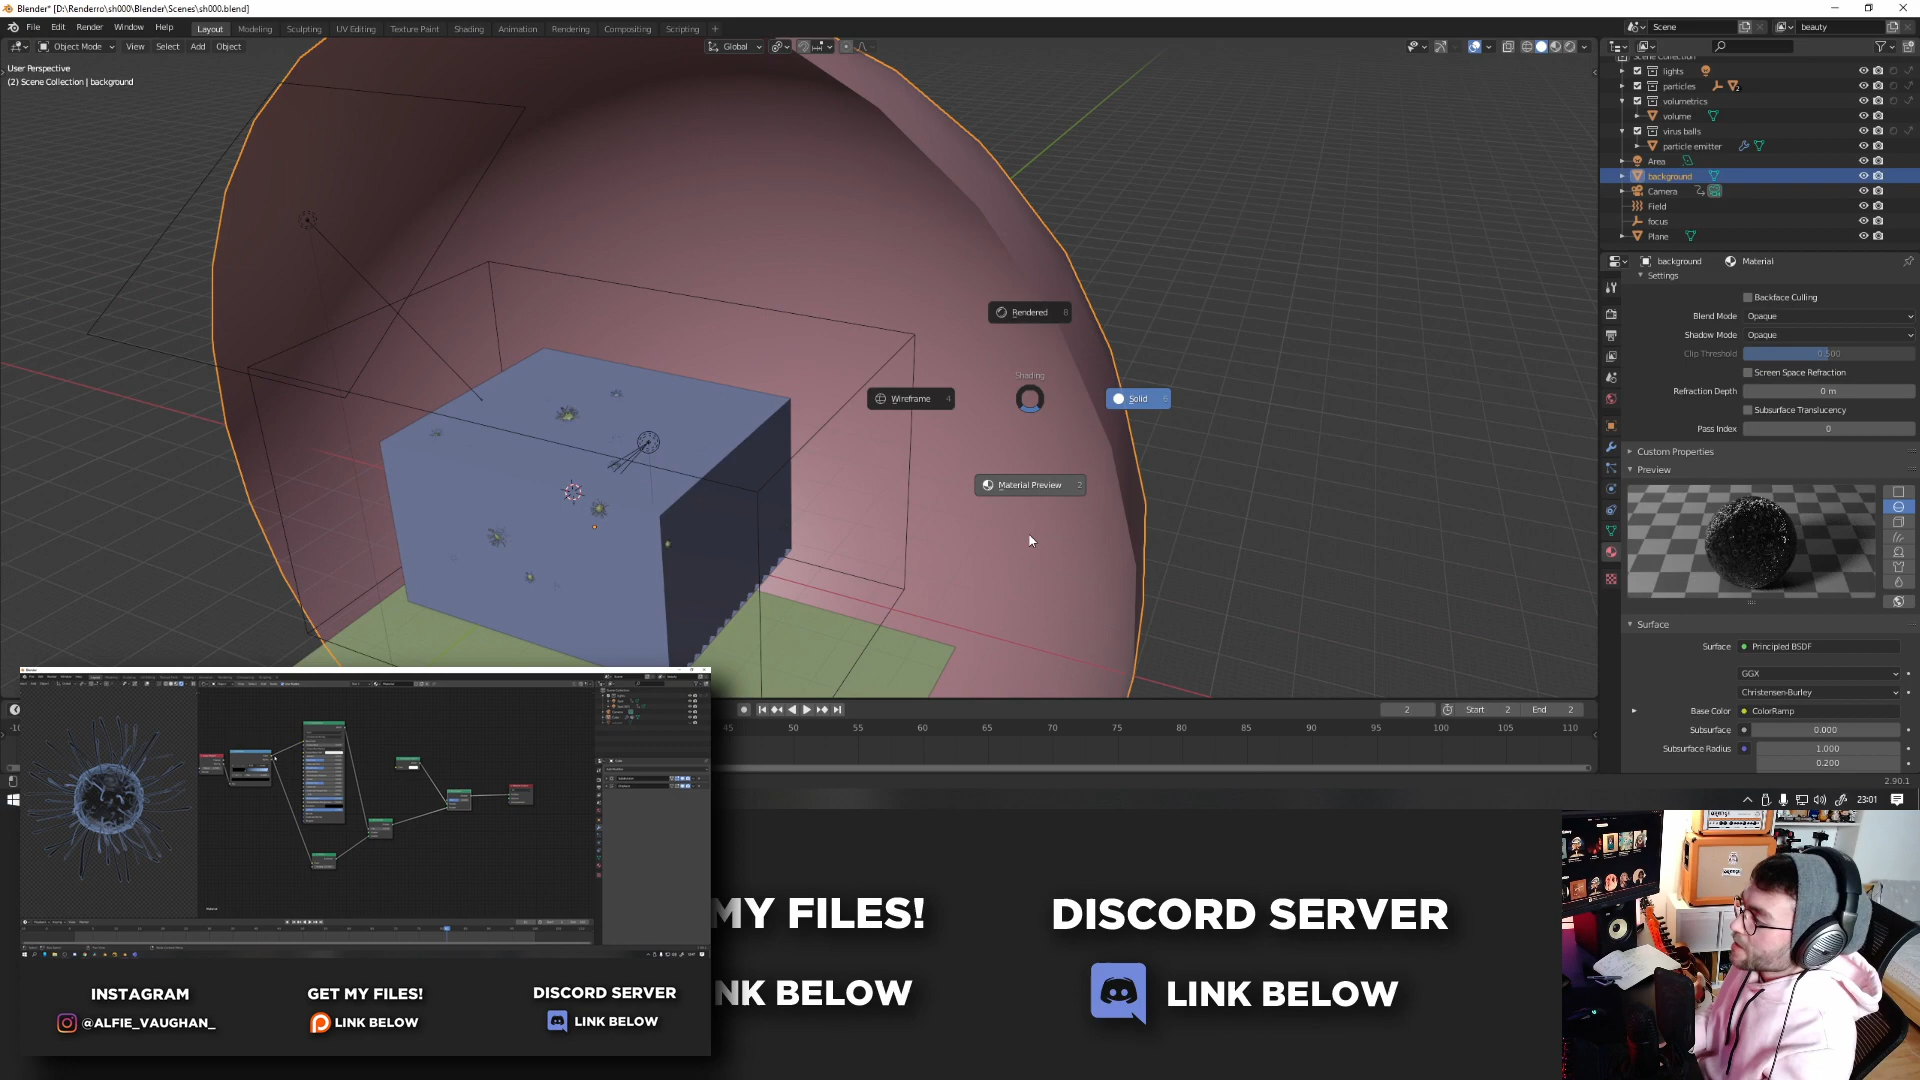 Blender* [D:\Renderro\sh000\Blender\Scenes\sh000.blend]
File Edit Render Window Help Layout Modeling Sculpting UV Editing Texture Paint Shading Animation Rendering Compositing Scripting +
Scene
beauty
Object Mode View Select Add Object
Global
User Perspective
(2) Scene Collection | background
Scene Collection
lights
particles
2
volumetrics
volume
virus balls
particle emitter
Area
background
Camera
Field
focus
Plane
background Material
Settings
Backface Culling
Blend Mode Opaque
Shadow Mode Opaque
Clip Threshold 0.500
Screen Space Refraction
Refraction Depth 0 m
Subsurface Translucency
Pass Index 0
Custom Properties
Preview
Surface
Surface Principled BSDF
GGX
Christensen-Burley
Base Color ColorRamp
Subsurface 0.000
Subsurface Radius 1.000
0.200
2.90.1
Rendered 8
Shading
Wireframe 4
Solid 6
Material Preview 2
2 Start 2 End 2
45 50 55 60 65 70 75 80 85 90 95 100 105 110
23:01
MY FILES!
DISCORD SERVER
NK BELOW
LINK BELOW
INSTAGRAM
@ALFIE_VAUGHAN_
GET MY FILES!
LINK BELOW
DISCORD SERVER
LINK BELOW